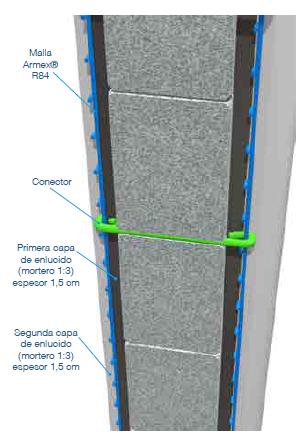 Malla
Armex®
R84
Conector
Primera capa
de enlucido
(mortero 1:3)
espesor 1,5 cm
Segunda capa
de enlucido
(mortero 1:3)
espesor 1,5 cm